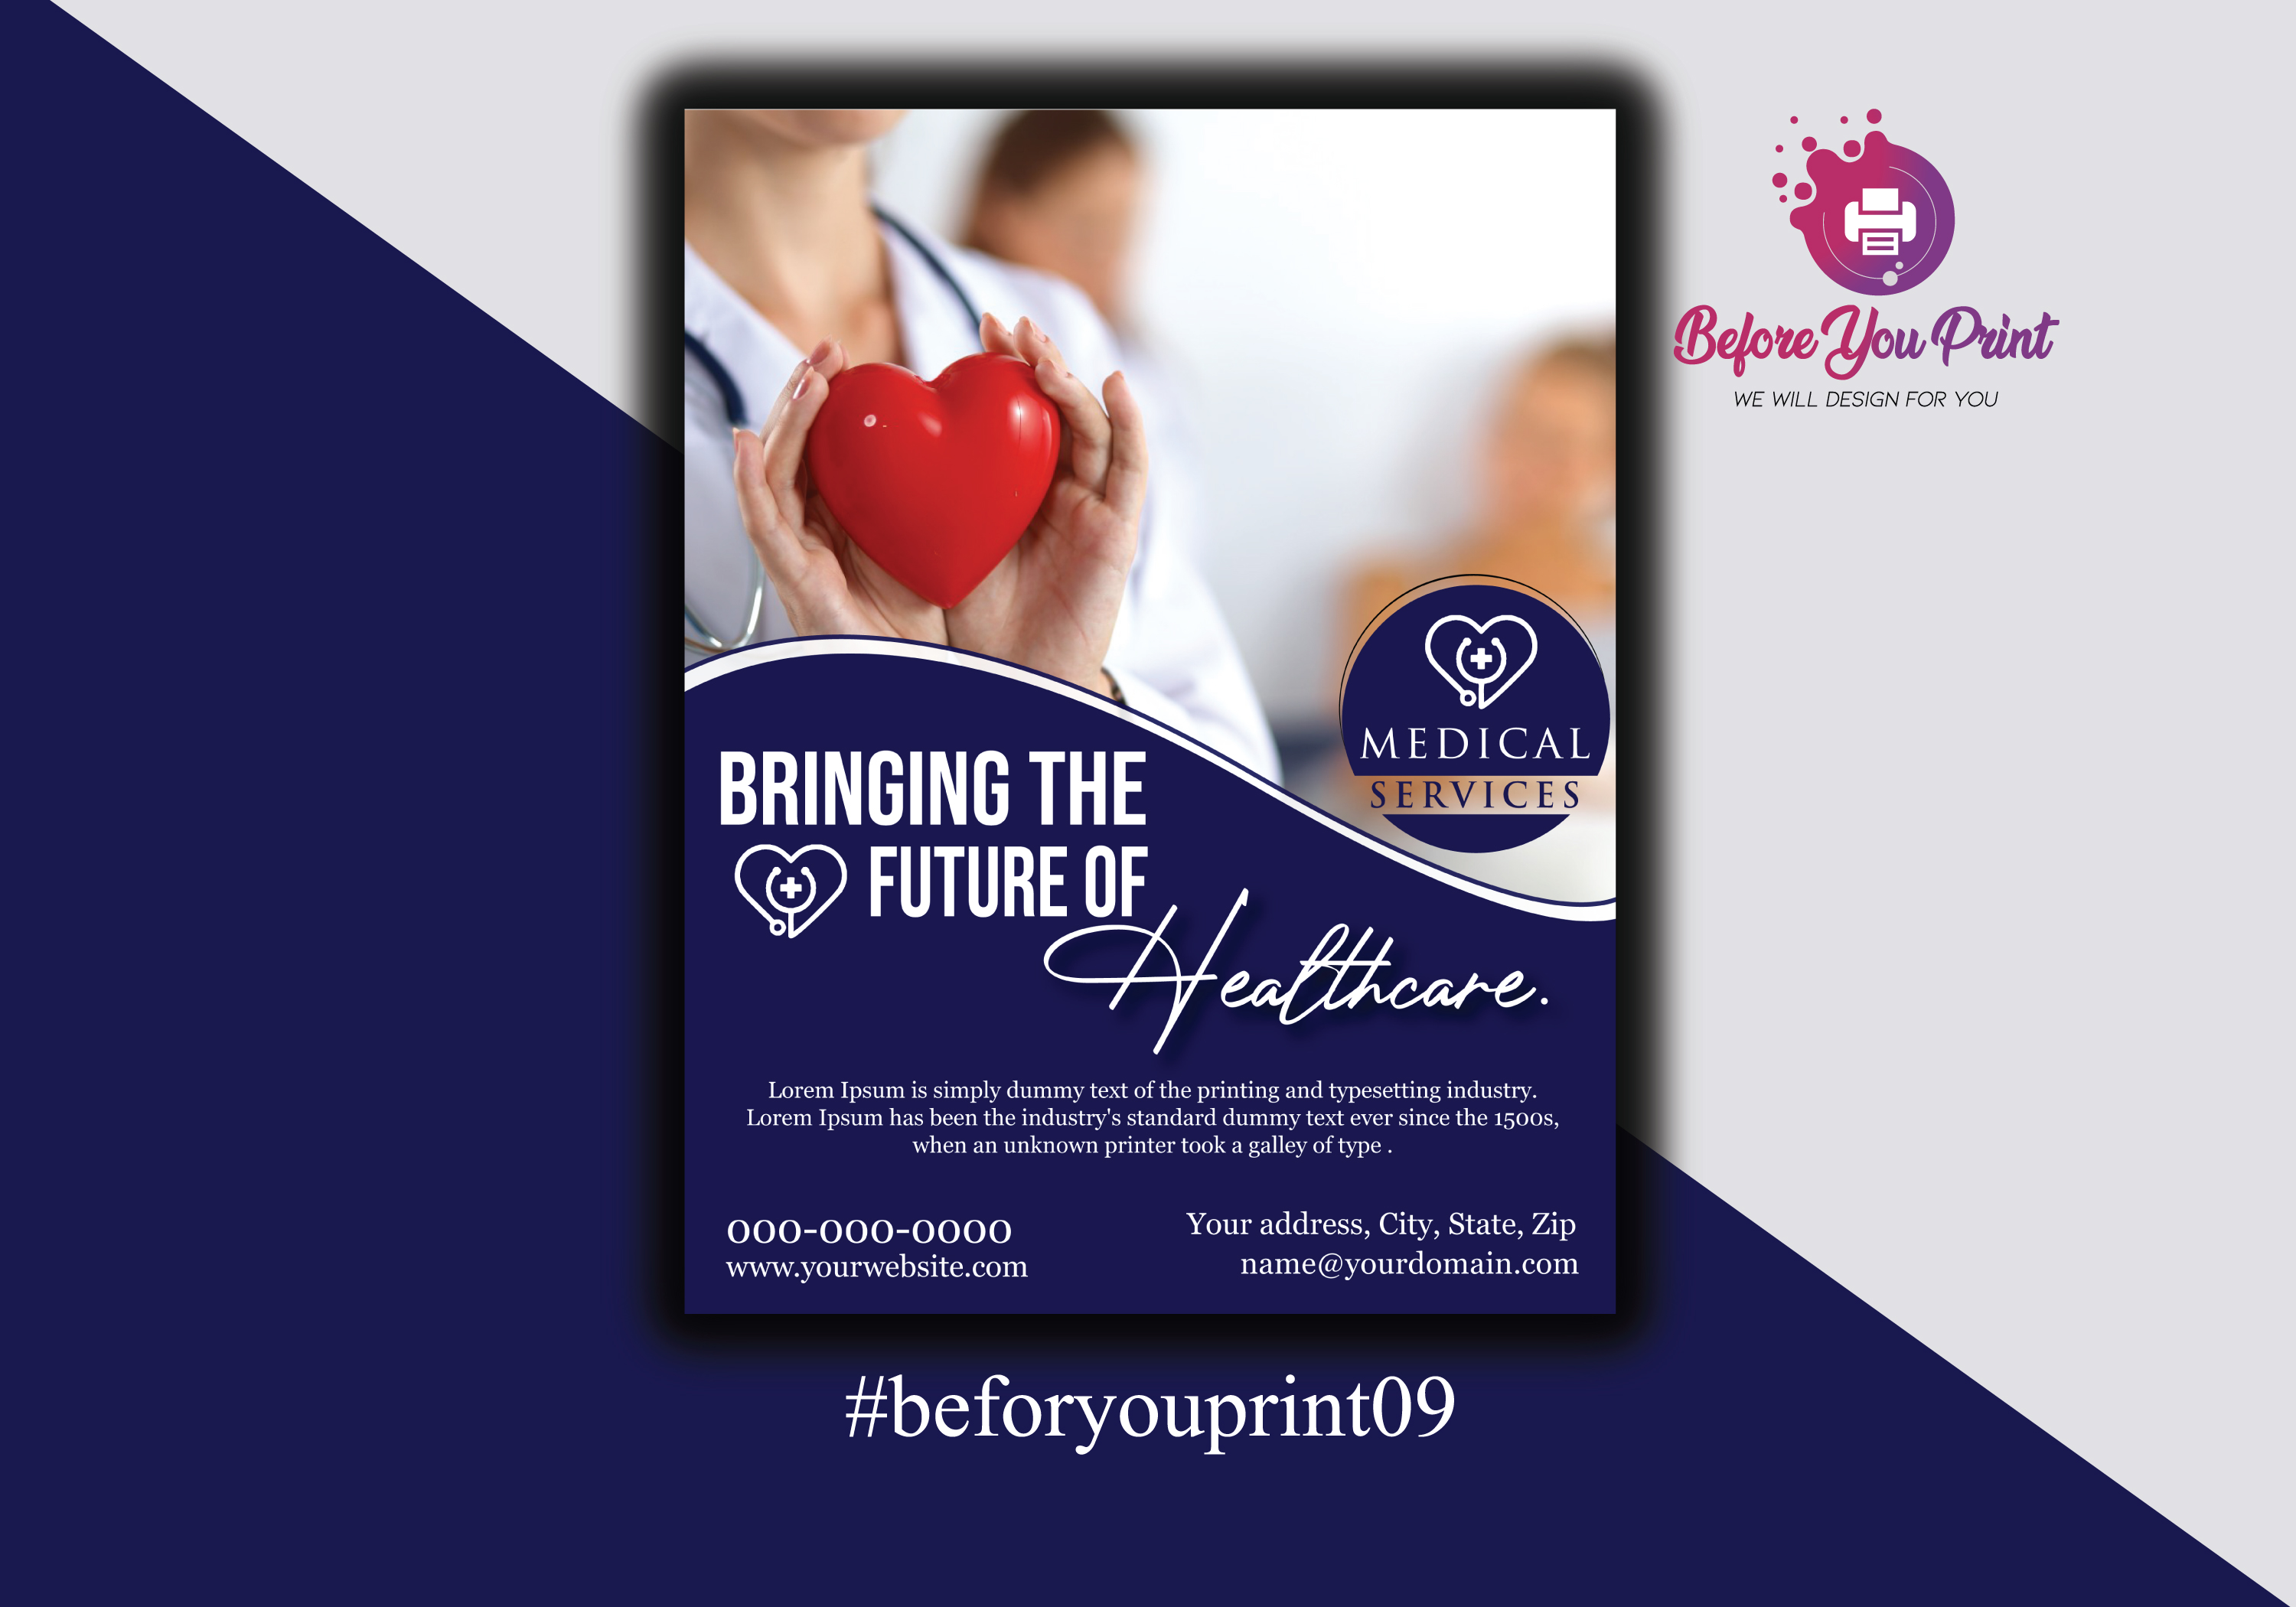 Before You Print
WE WILL DESIGN FOR YOU
MEDICAL
SERVICES
BRINGING THE
FUTURE OF
Healthcare.
Lorem Ipsum is simply dummy text of the printing and typesetting industry.
Lorem Ipsum has been the industry's standard dummy text ever since the 1500s,
when an unknown printer took a galley of type .
000-000-0000
www.yourwebsite.com
Your address, City, State, Zip
name@yourdomain.com
#beforyouprint09